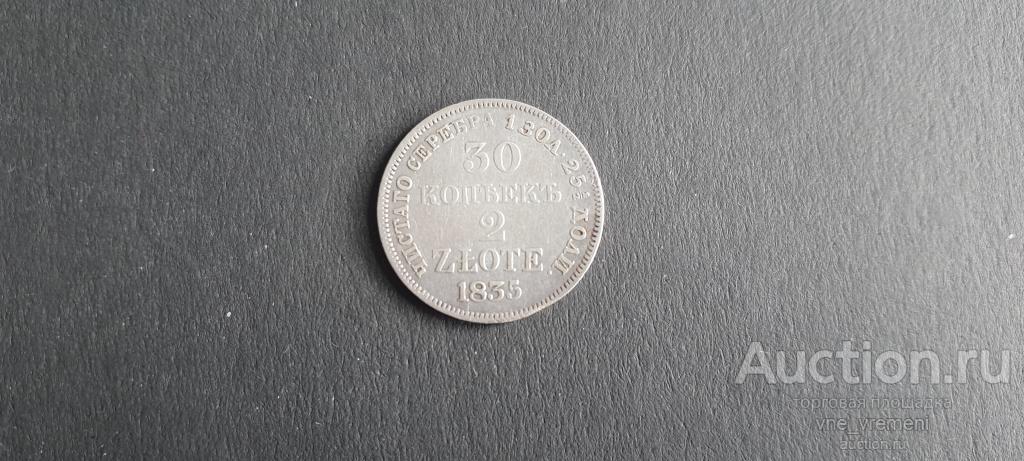 ЧИСТАГО СЕРЕБРА 1 ЗОЛ. 25½ ДОЛИ.
30
КОПѢЕКЪ
2
ZŁOTE
1835
Auction.ru
торговая площадка
vne_vremeni
auction.ru